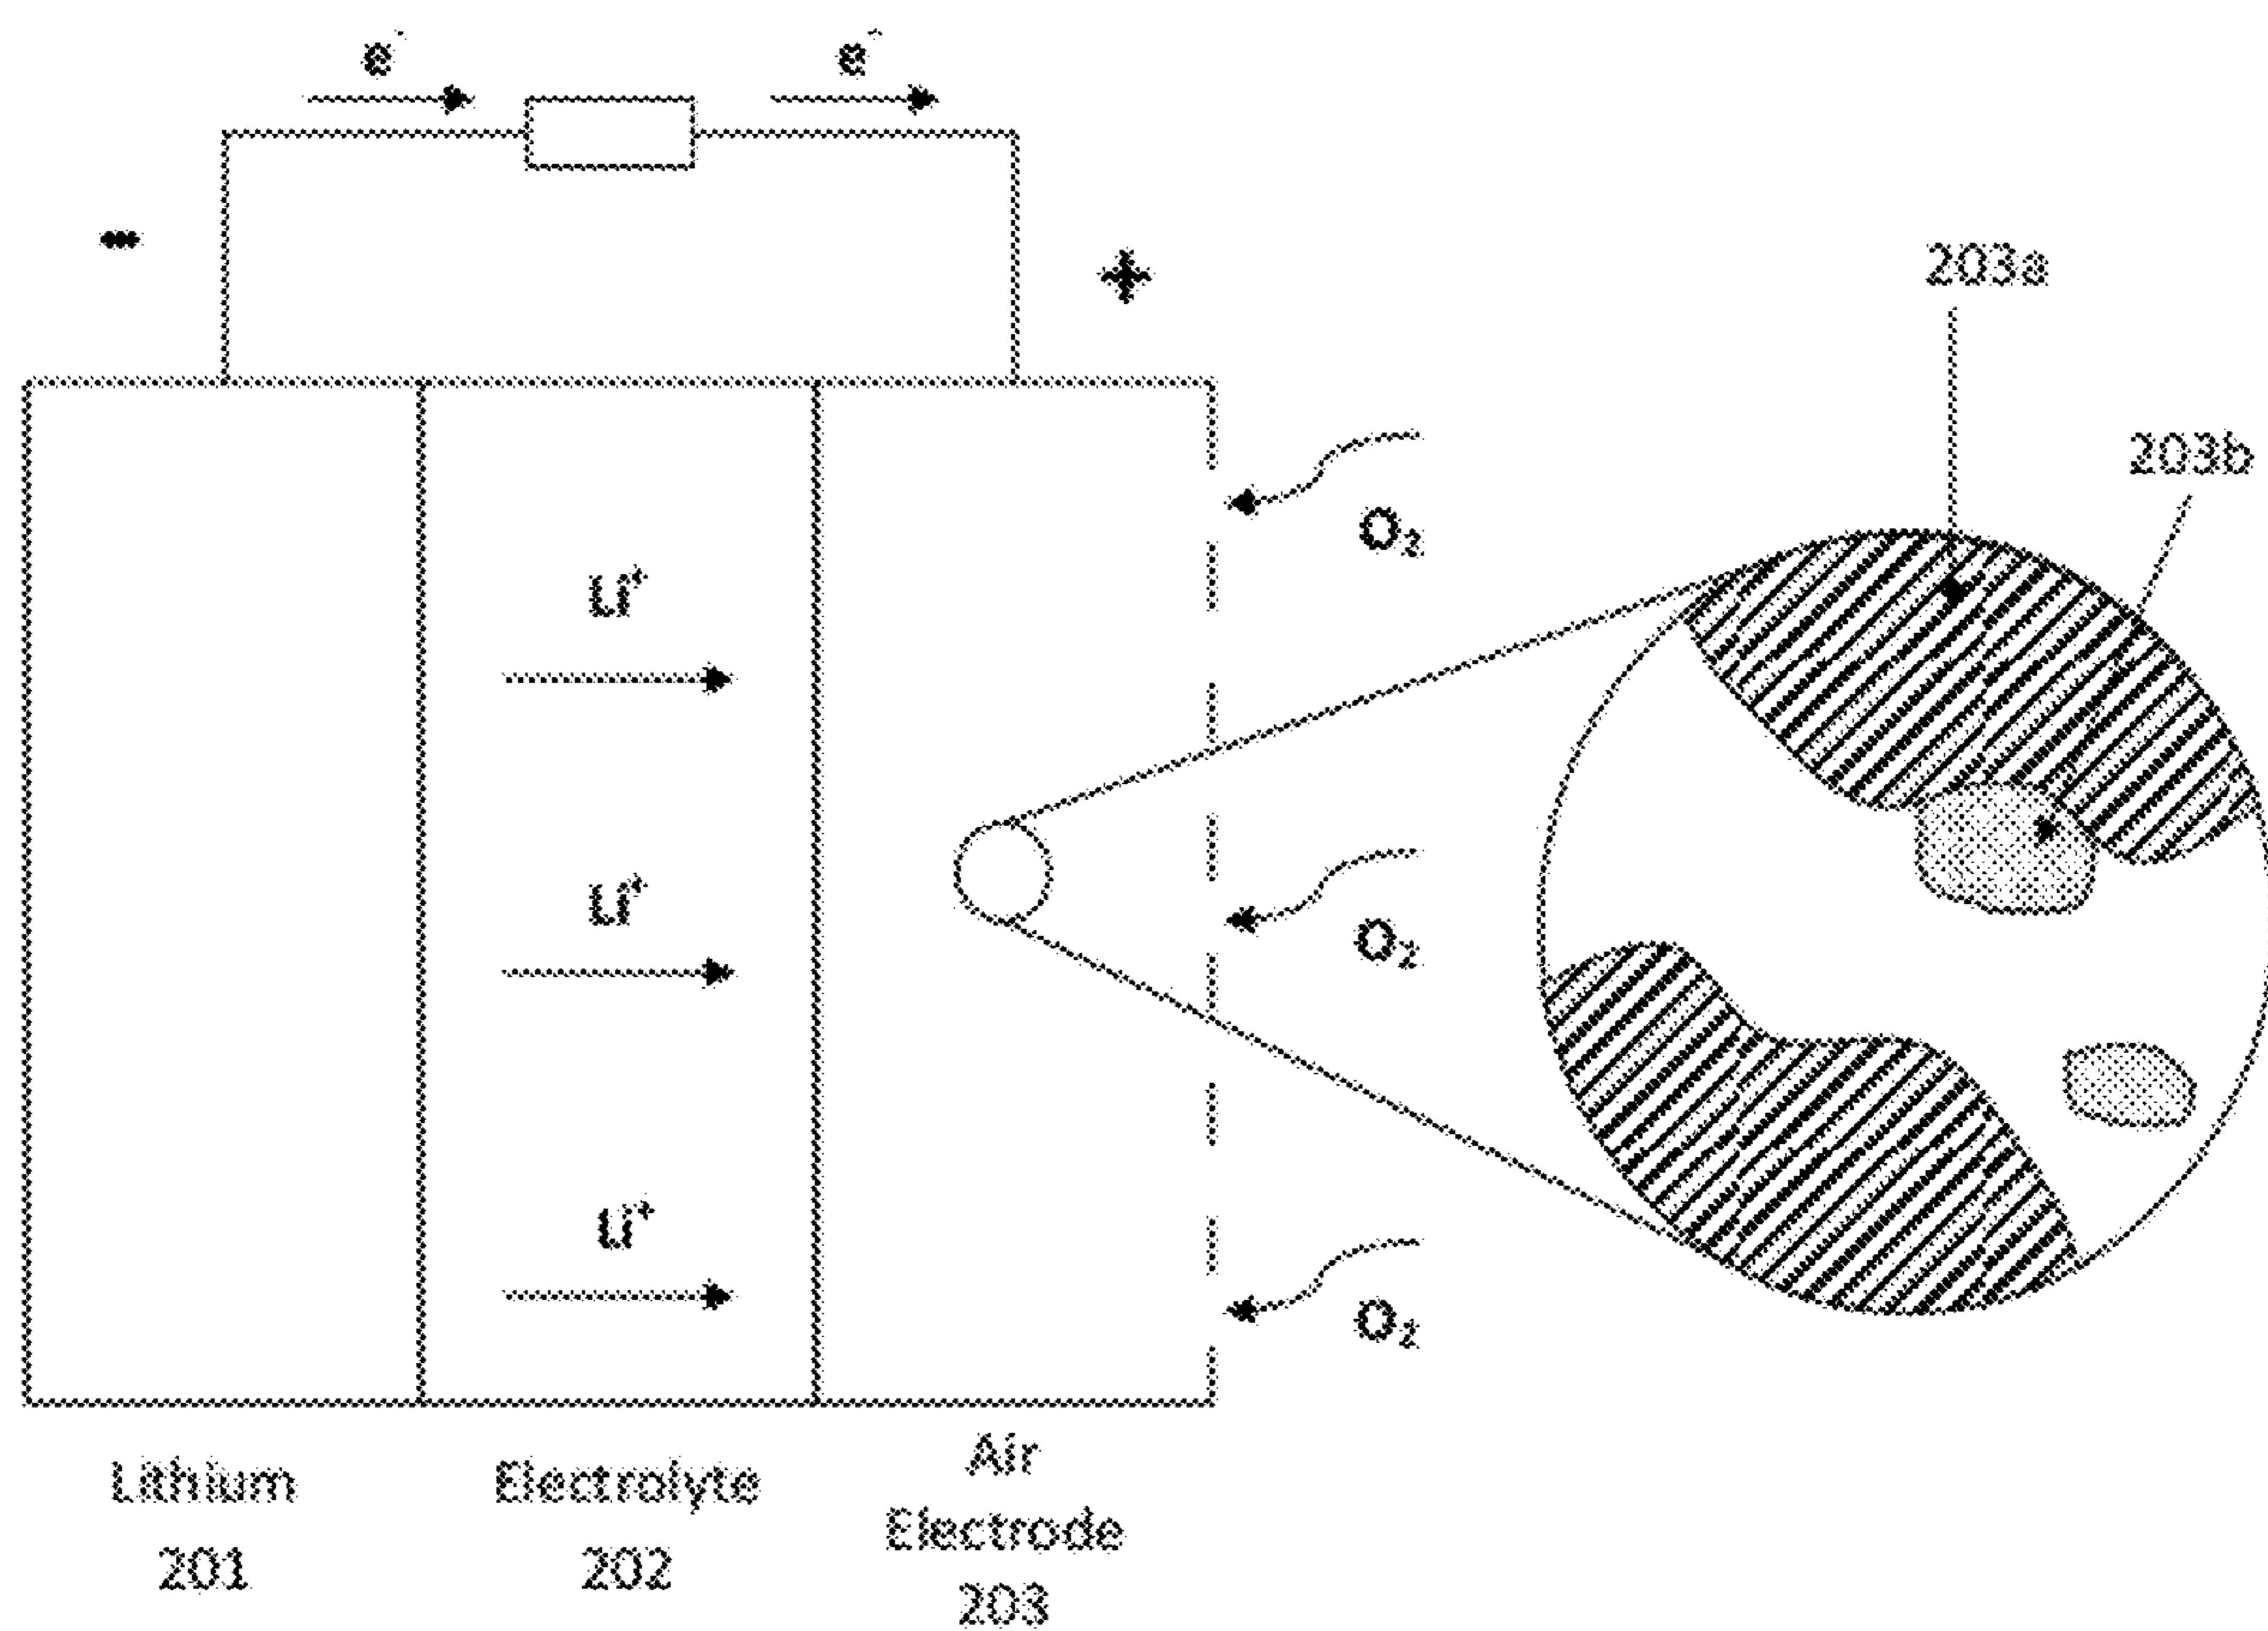 e⁻
e⁻
-
+
203a
203b
O₂
Li⁺
Li⁺
O₂
Li⁺
O₂
Lithium
201
Electrolyte
202
Air
Electrode
203